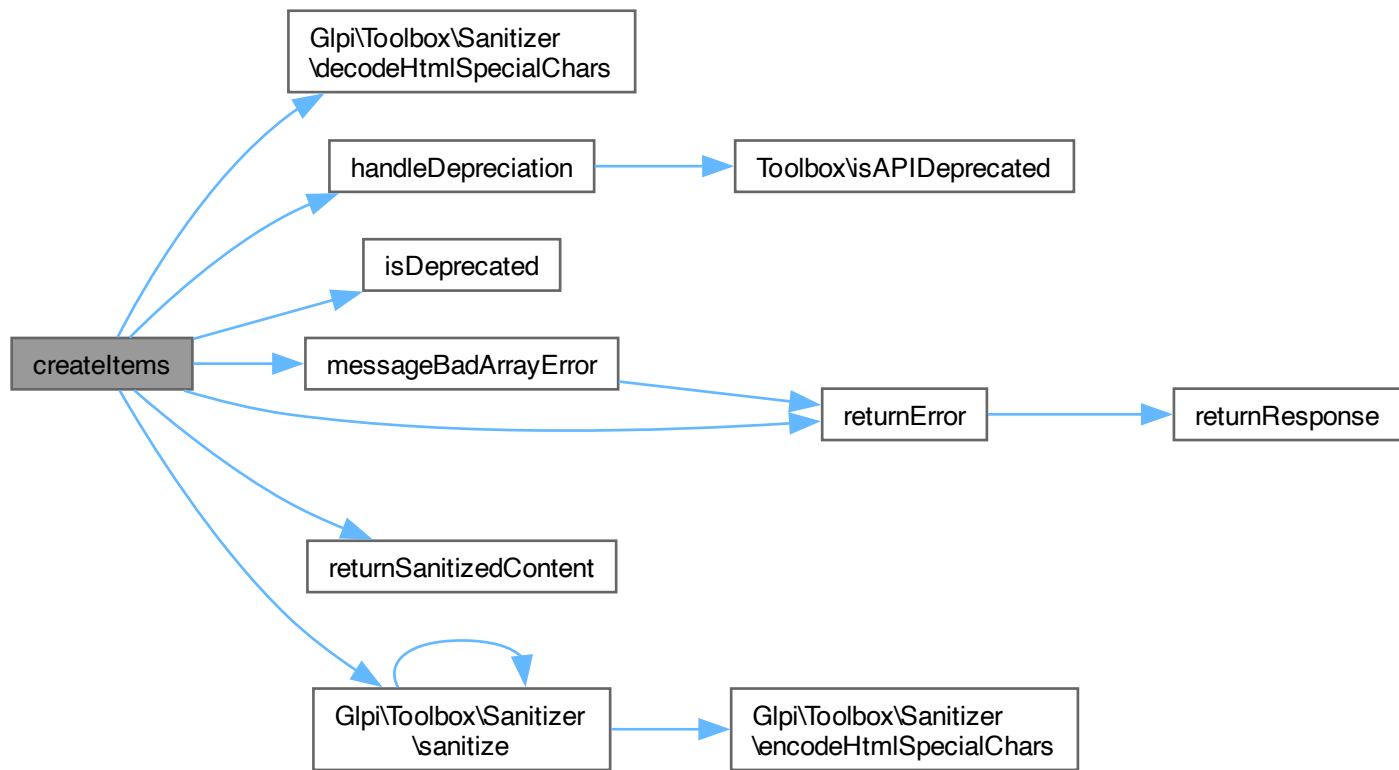 Glpi\Toolbox\Sanitizer
\decodeHtmlSpecialChars
handleDepreciation
Toolbox\isAPIDeprecated
isDeprecated
createItems
messageBadArrayError
returnError
returnResponse
returnSanitizedContent
Glpi\Toolbox\Sanitizer
\sanitize
Glpi\Toolbox\Sanitizer
\encodeHtmlSpecialChars